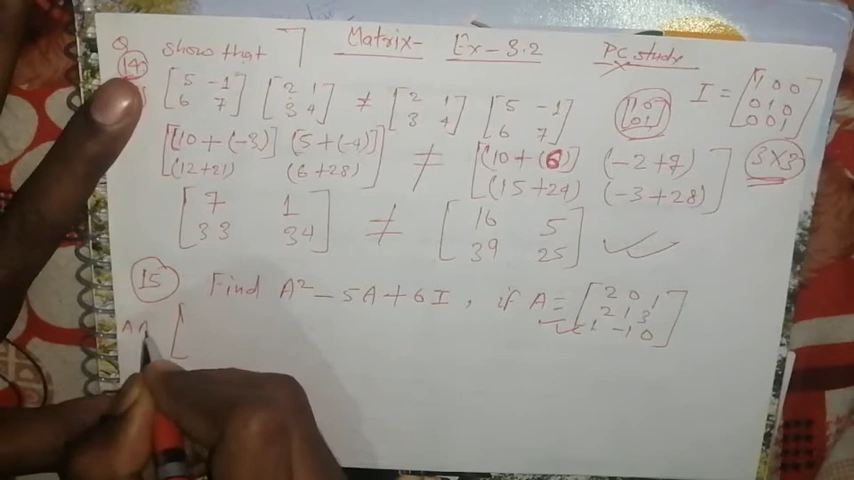 Q Show that Matrix- Ex-3.2 PC study
14 [5 -1 [2 1 ≠ [2 1 [5 -1 [1 0 I = [1 0 0
6 7] 3 4] 3 4] 6 7] 0 1] 0 1 0
0 0 1]
[10+(-3)] [5+(-4)] ≠ [(10+(6)] (-2+7) 3×3
(12+21) (6+28) (15+24) (-3+28)
[7 1 ≠ [16 5
33 34] 39 25]
15 Find A² - 5A + 6I, if A = [2 0 1
2 1 3
AA [ 1 -1 0]